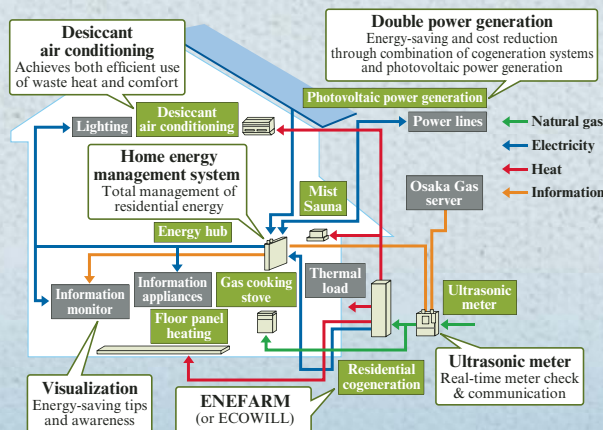 Desiccant
air conditioning
Achieves both efficient use
of waste heat and comfort
Double power generation
Energy-saving and cost reduction
through combination of cogeneration systems
and photovoltaic power generation
Photovoltaic power generation
Lighting
Desiccant
air conditioning
Power lines
Natural gas
Electricity
Heat
Information
Home energy
management system
Total management of
residential energy
Mist
Sauna
Osaka Gas
server
Energy hub
Information
monitor
Information
appliances
Gas cooking
stove
Thermal
load
Ultrasonic
meter
Floor panel
heating
Visualization
Energy-saving tips
and awareness
ENEFARM
(or ECOWILL)
Residential
cogeneration
Ultrasonic meter
Real-time meter check
& communication